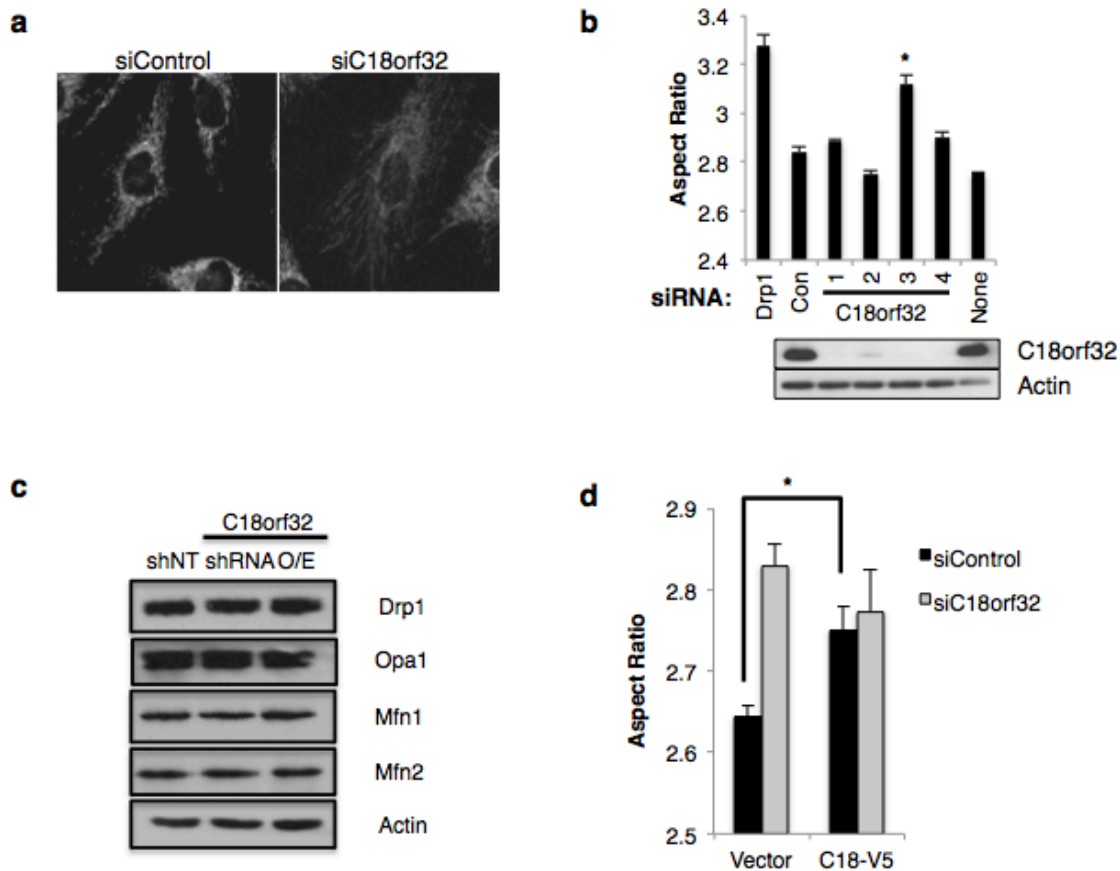 a
siControl siC18orf32
b
3.4
3.2
3
2.8
2.6
2.4
Aspect Ratio
*
siRNA: Drp1 Con 1 2 3 4 None
C18orf32
C18orf32
Actin
c
C18orf32
shNT shRNA O/E
Drp1
Opa1
Mfn1
Mfn2
Actin
d
*
2.9
2.8
2.7
2.6
2.5
Aspect Ratio
siControl
siC18orf32
Vector C18-V5